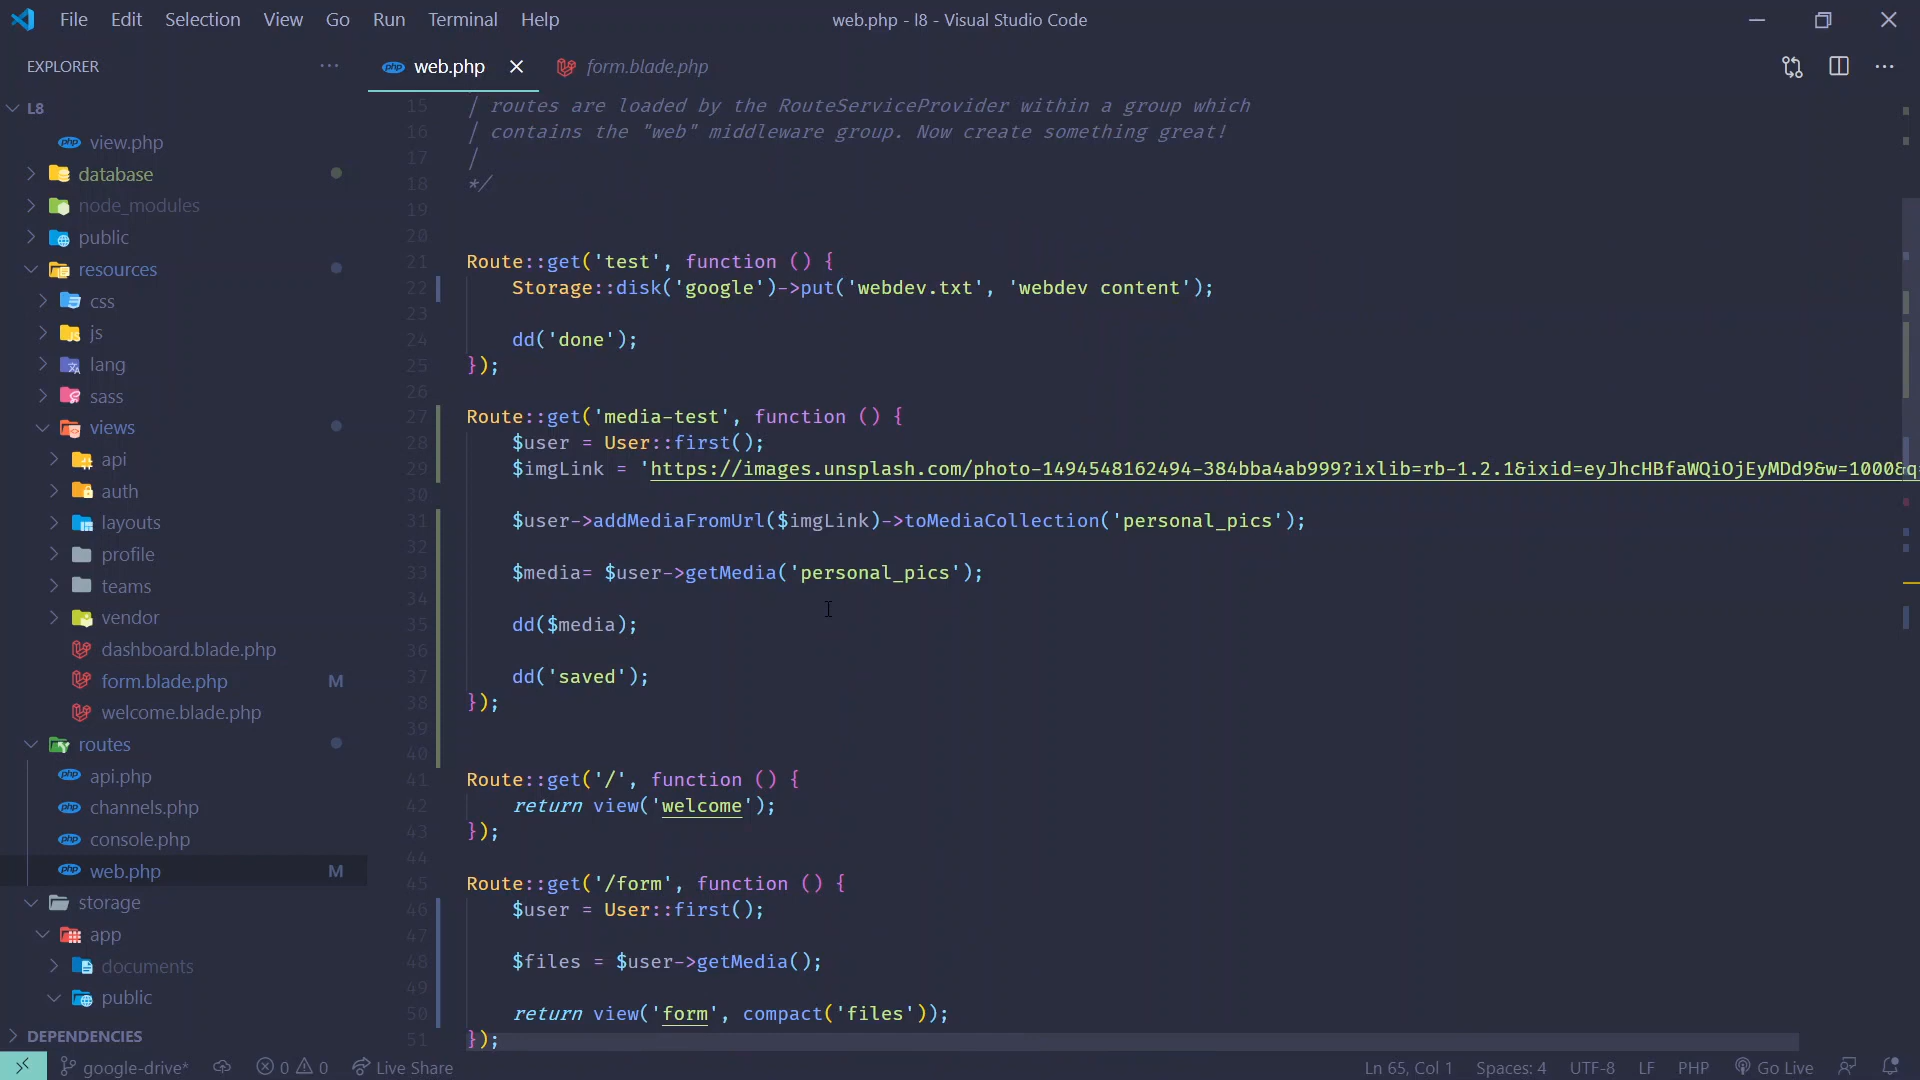 File Edit Selection View Go Run Terminal Help
web.php - l8 - Visual Studio Code
EXPLORER
web.php
form.blade.php
L8
view.php
database
node_modules
public
resources
css
js
lang
sass
views
api
auth
layouts
profile
teams
vendor
dashboard.blade.php
form.blade.php M
welcome.blade.php
routes
api.php
channels.php
console.php
web.php M
storage
app
documents
public
DEPENDENCIES
15 | routes are loaded by the RouteServiceProvider within a group which
16 | contains the "web" middleware group. Now create something great!
17 |
18 */
19
20
21 Route::get('test', function () {
22 Storage::disk('google')->put('webdev.txt', 'webdev content');
23
24 dd('done');
25 });
26
27 Route::get('media-test', function () {
28 $user = User::first();
29 $imgLink = 'https://images.unsplash.com/photo-1494548162494-384bba4ab999?ixlib=rb-1.2.1&ixid=eyJhcHBfaWQiOjEyMDd9&w=1000&q=
30
31 $user->addMediaFromUrl($imgLink)->toMediaCollection('personal_pics');
32
33 $media= $user->getMedia('personal_pics');
34
35 dd($media);
36
37 dd('saved');
38 });
39
40
41 Route::get('/', function () {
42 return view('welcome');
43 });
44
45 Route::get('/form', function () {
46 $user = User::first();
47
48 $files = $user->getMedia();
49
50 return view('form', compact('files'));
51 });
google-drive* 0 0 Live Share
Ln 65, Col 1 Spaces: 4 UTF-8 LF PHP Go Live